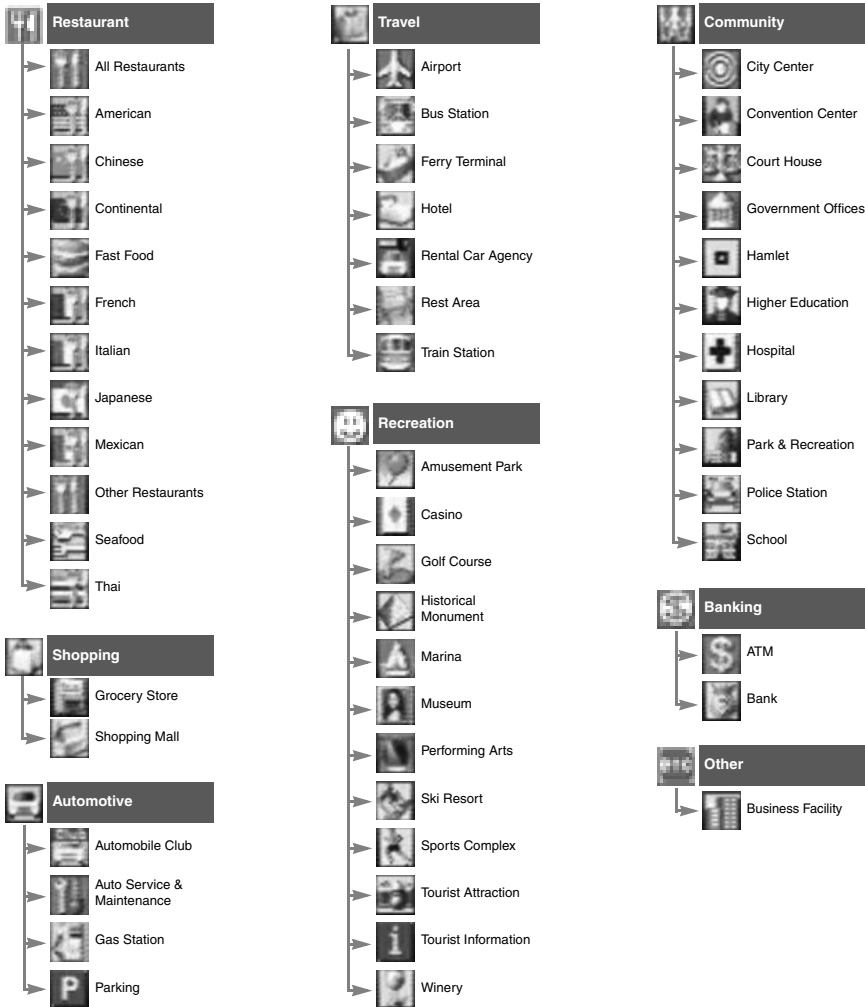 Restaurant
All Restaurants
American
Chinese
Continental
Fast Food
French
Italian
Japanese
Mexican
Other Restaurants
Seafood
Thai
Shopping
Grocery Store
Shopping Mall
Automotive
Automobile Club
Auto Service &
Maintenance
Gas Station
P
Parking
Travel
Airport
Bus Station
Ferry Terminal
Hotel
Rental Car Agency
Rest Area
Train Station
Recreation
Amusement Park
Casino
Golf Course
Historical
Monument
Marina
Museum
Performing Arts
Ski Resort
Sports Complex
Tourist Attraction
i
Tourist Information
Winery
Community
City Center
Convention Center
Court House
Government Offices
Hamlet
Higher Education
Hospital
Library
Park & Recreation
Police Station
School
$
Banking
$
ATM
Bank
etc
Other
Business Facility